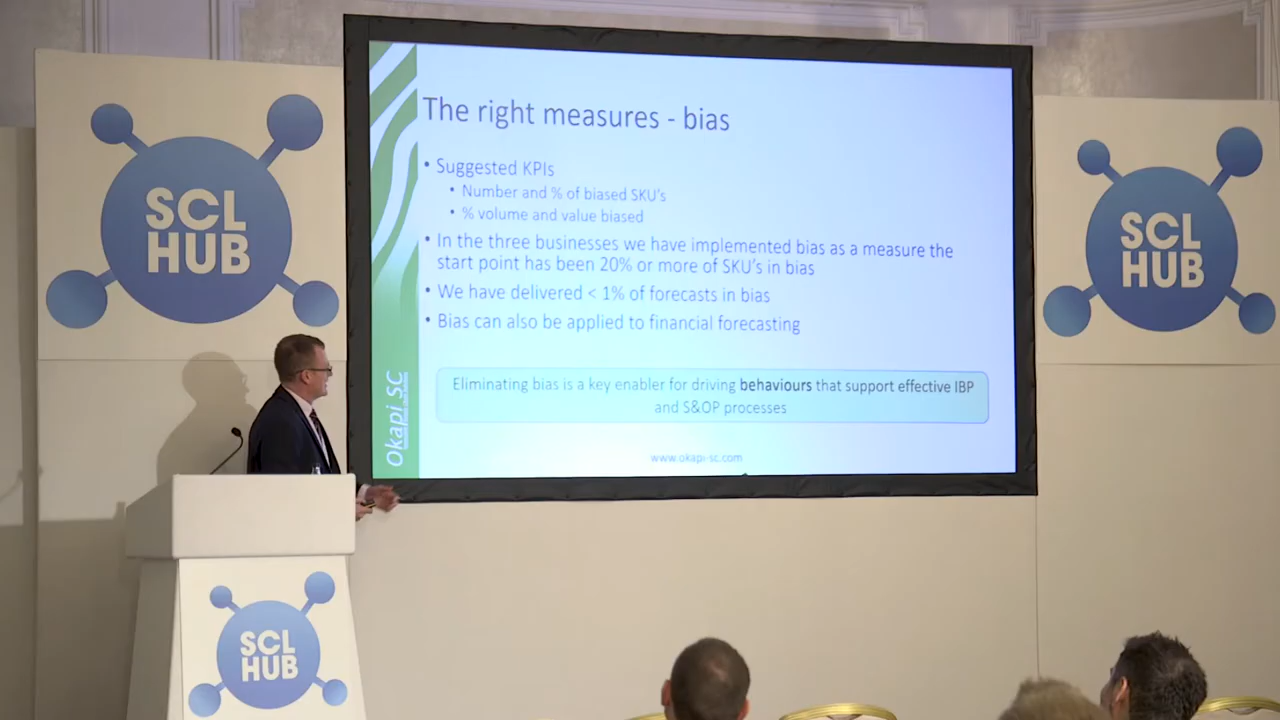 The right measures - bias
• Suggested KPIs
• Number and % of biased SKU's
• % volume and value biased
• In the three businesses we have implemented bias as a measure the
start point has been 20% or more of SKU's in bias
• We have delivered < 1% of forecasts in bias
• Bias can also be applied to financial forecasting
Eliminating bias is a key enabler for driving behaviours that support effective IBP
and S&OP processes
www.okapi-sc.com
Okapi SC
SCL
HUB
SCL
HUB
SCL
HUB